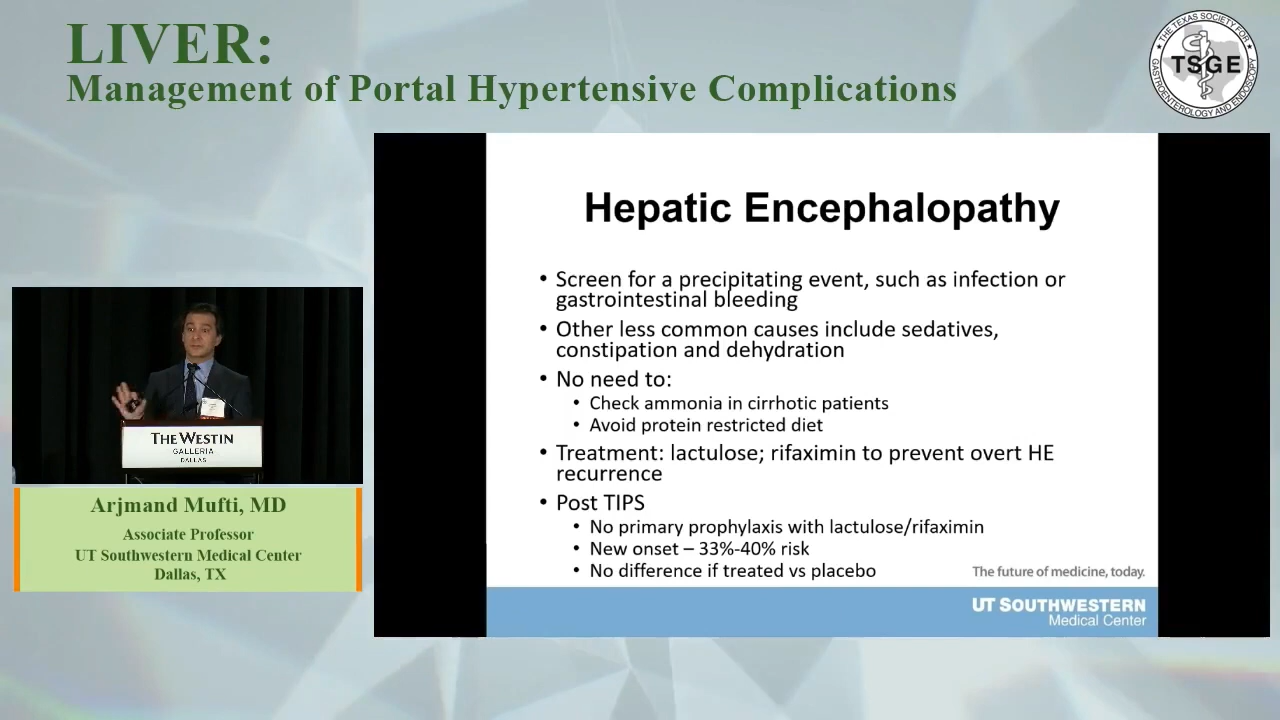 LIVER:
Management of Portal Hypertensive Complications
THE TEXAS SOCIETY FOR
TSGE
GASTROENTEROLOGY AND ENDOSCOPY
Hepatic Encephalopathy
• Screen for a precipitating event, such as infection or
gastrointestinal bleeding
• Other less common causes include sedatives,
constipation and dehydration
• No need to:
• Check ammonia in cirrhotic patients
• Avoid protein restricted diet
• Treatment: lactulose; rifaximin to prevent overt HE
recurrence
• Post TIPS
• No primary prophylaxis with lactulose/rifaximin
• New onset – 33%-40% risk
• No difference if treated vs placebo
The future of medicine, today.
UT SOUTHWESTERN
Medical Center
THE WESTIN
GALLERIA
DALLAS
Arjmand Mufti, MD
Associate Professor
UT Southwestern Medical Center
Dallas, TX